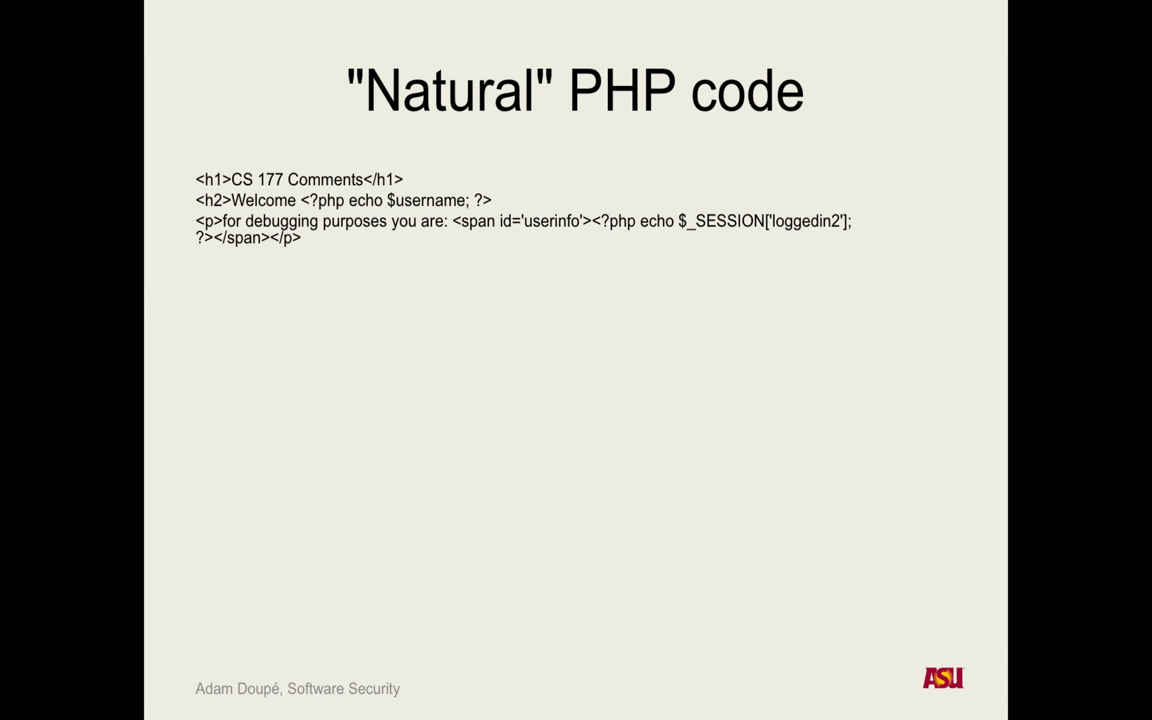 "Natural" PHP code
<h1>CS 177 Comments</h1>
<h2>Welcome <?php echo $username; ?>
<p>for debugging purposes you are: <span id='userinfo'><?php echo $_SESSION['loggedin2'];
?></span></p>
Adam Doupé, Software Security
ASU